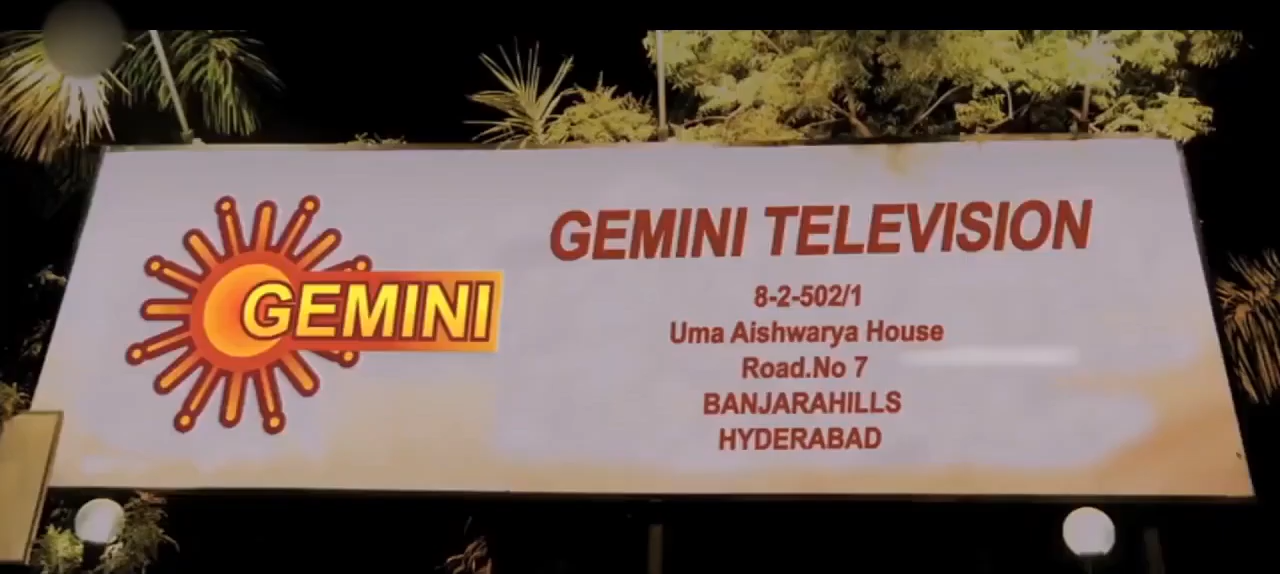 GEMINI
GEMINI TELEVISION
8-2-502/1
Uma Aishwarya House
Road.No 7
BANJARAHILLS
HYDERABAD